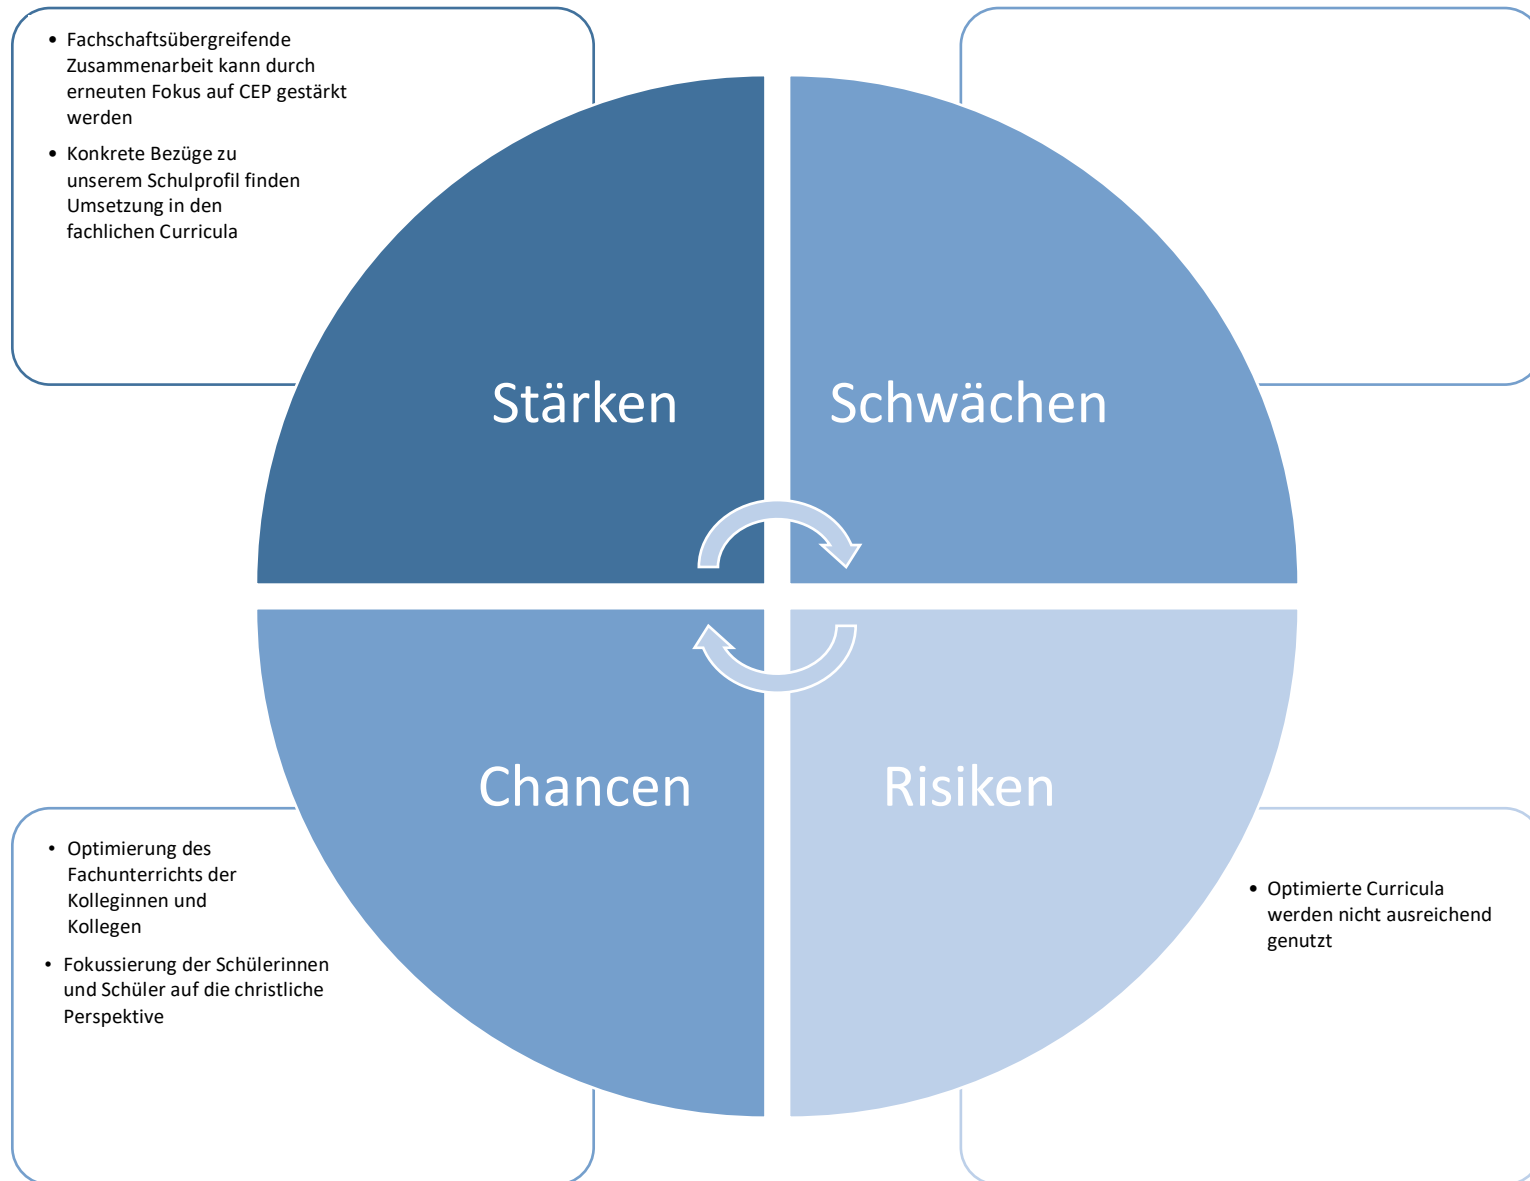 • Fachschaftsübergreifende
Zusammenarbeit kann durch
erneuten Fokus auf CEP gestärkt
werden
• Konkrete Bezüge zu
unserem Schulprofil finden
Umsetzung in den
fachlichen Curricula
Stärken
Schwächen
Chancen
Risiken
• Optimierung des
Fachunterrichts der
Kolleginnen und
Kollegen
• Fokussierung der Schülerinnen
und Schüler auf die christliche
Perspektive
• Optimierte Curricula
werden nicht ausreichend
genutzt